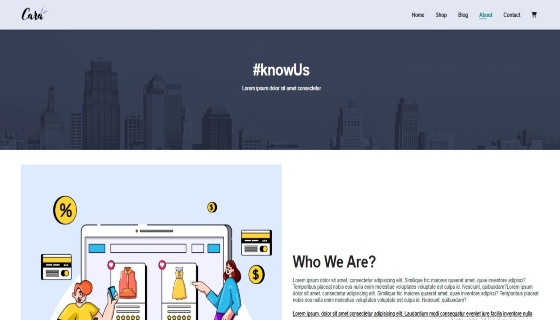 Cara
Home Shop Blog About Contact
#knowUs
Lorem ipsum dolor sit amet consectetur
%
$
$
Who We Are?
Lorem ipsum dolor sit amet, consectetur adipisicing elit. Similique hic maiores quaerat animi amet, quae inventore adipisci?
Temporibus placeat nobis eos nulla enim molestiae voluptates voluptate est culpa id. Nesciunt, quibusdam?Lorem ipsum
dolor sit amet, consectetur adipisicing elit. Similique hic maiores quaerat animi amet, quae inventore adipisci? Temporibus placeat
nobis eos nulla enim molestiae voluptates voluptate est culpa id. Nesciunt, quibusdam?
Lorem ipsum, dolor sit amet consectetur adipisicing elit. Laudantium modi consequatur eveniet iure facilis inventore nulla